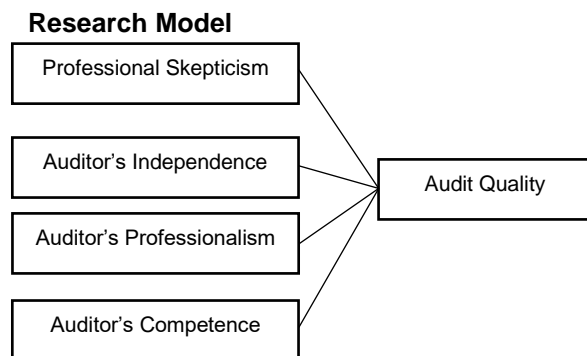 Research Model
Professional Skepticism
Auditor's Independence
Audit Quality
Auditor's Professionalism
Auditor's Competence